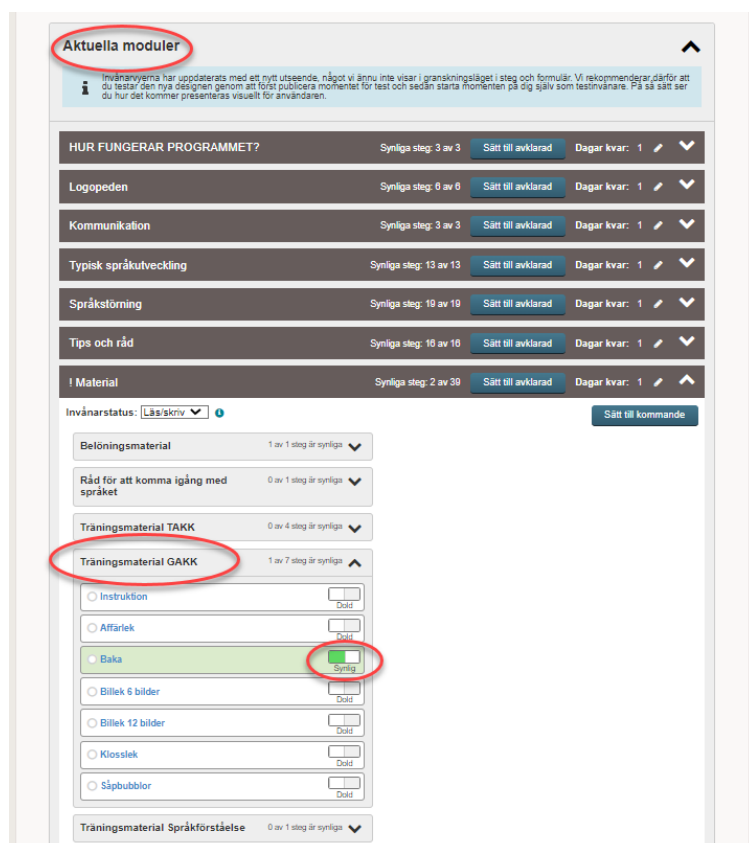 Aktuella moduler
Invånarvyerna har uppdaterats med ett nytt utseende, något vi ännu inte visar i granskningsläget i steg och formulär. Vi rekommenderar därför att
du testar den nya designen genom att först publicera momentet för test och sedan starta momenten på dig själv som testinvånare. På så sätt ser
du hur det kommer presenteras visuellt för användaren.
HUR FUNGERAR PROGRAMMET? Synliga steg: 3 av 3 Sätt till avklarad Dagar kvar: 1
Logopeden Synliga steg: 6 av 6 Sätt till avklarad Dagar kvar: 1
Kommunikation Synliga steg: 3 av 3 Sätt till avklarad Dagar kvar: 1
Typisk språkutveckling Synliga steg: 13 av 13 Sätt till avklarad Dagar kvar: 1
Språkstörning Synliga steg: 19 av 19 Sätt till avklarad Dagar kvar: 1
Tips och råd Synliga steg: 16 av 16 Sätt till avklarad Dagar kvar: 1
! Material Synliga steg: 2 av 39 Sätt till avklarad Dagar kvar: 1
Invånarstatus: Läs/skriv Sätt till kommande
Belöningsmaterial 1 av 1 steg är synliga
Råd för att komma igång med 0 av 1 steg är synliga
språket
Träningsmaterial TAKK 0 av 4 steg är synliga
Träningsmaterial GAKK 1 av 7 steg är synliga
Instruktion
Dold
Affärlek
Dold
Baka
Synlig
Billek 6 bilder
Dold
Billek 12 bilder
Dold
Klosslek
Dold
Såpbubblor
Dold
Träningsmaterial Språkförståelse 0 av 1 steg är synliga